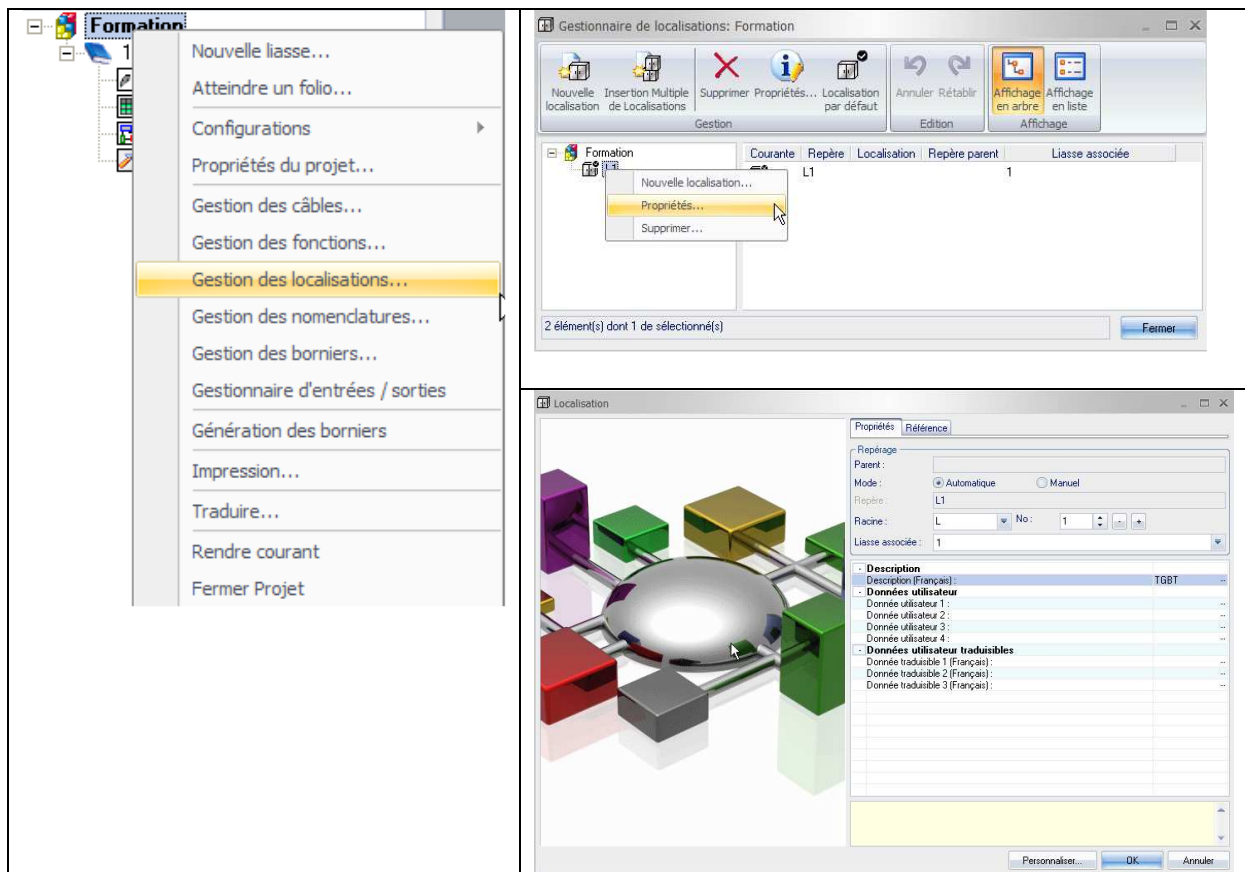 Formation
1
Nouvelle liasse...
Atteindre un folio...
Configurations
Propriétés du projet...
Gestion des câbles...
Gestion des fonctions...
Gestion des localisations...
Gestion des nomenclatures...
Gestion des borniers...
Gestionnaire d'entrées / sorties
Génération des borniers
Impression...
Traduire...
Rendre courant
Fermer Projet
Gestionnaire de localisations: Formation
Nouvelle localisation
Insertion Multiple de Localisations
Supprimer
Propriétés...
Localisation par défaut
Annuler
Rétablir
Affichage en arbre
Affichage en liste
Gestion
Edition
Affichage
Formation
L1
Courante Repère Localisation Repère parent Liasse associée
L1 1
Nouvelle localisation...
Propriétés...
Supprimer...
2 élément(s) dont 1 de sélectionné(s)
Fermer
Localisation
Propriétés Référence
Repérage
Parent :
Mode : Automatique Manuel
Repère : L1
Racine : L No : 1 - +
Liasse associée : 1
- Description
Description (Français) : TGBT ...
- Données utilisateur
Donnée utilisateur 1 : ...
Donnée utilisateur 2 : ...
Donnée utilisateur 3 : ...
Donnée utilisateur 4 : ...
- Données utilisateur traduisibles
Donnée traduisible 1 (Français) : ...
Donnée traduisible 2 (Français) : ...
Donnée traduisible 3 (Français) : ...
Personnaliser... OK Annuler